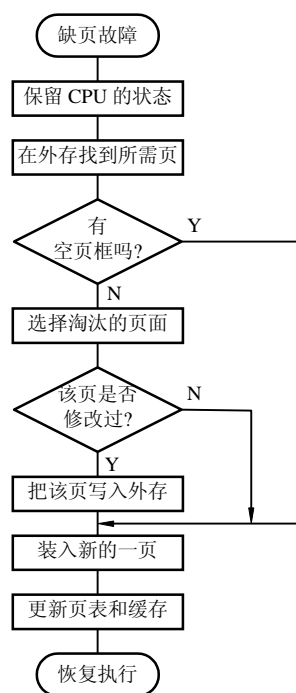 缺页故障
保留 CPU 的状态
在外存找到所需页
有
空页框吗?
Y
N
选择淘汰的页面
该页是否
修改过?
N
Y
把该页写入外存
装入新的一页
更新页表和缓存
恢复执行